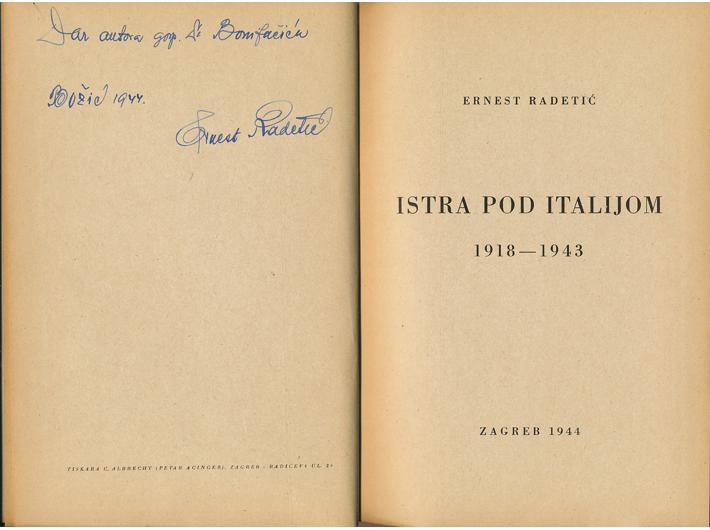 Dar autora gosp. Dr Bonifačiću
Božić 1944.
Ernest Radetić
TISKARA C. ALBRECHT (PETAR ACINGER), ZAGREB - RADIĆEVA UL.
ERNEST RADETIĆ
ISTRA POD ITALIJOM
1918—1943
ZAGREB 1944